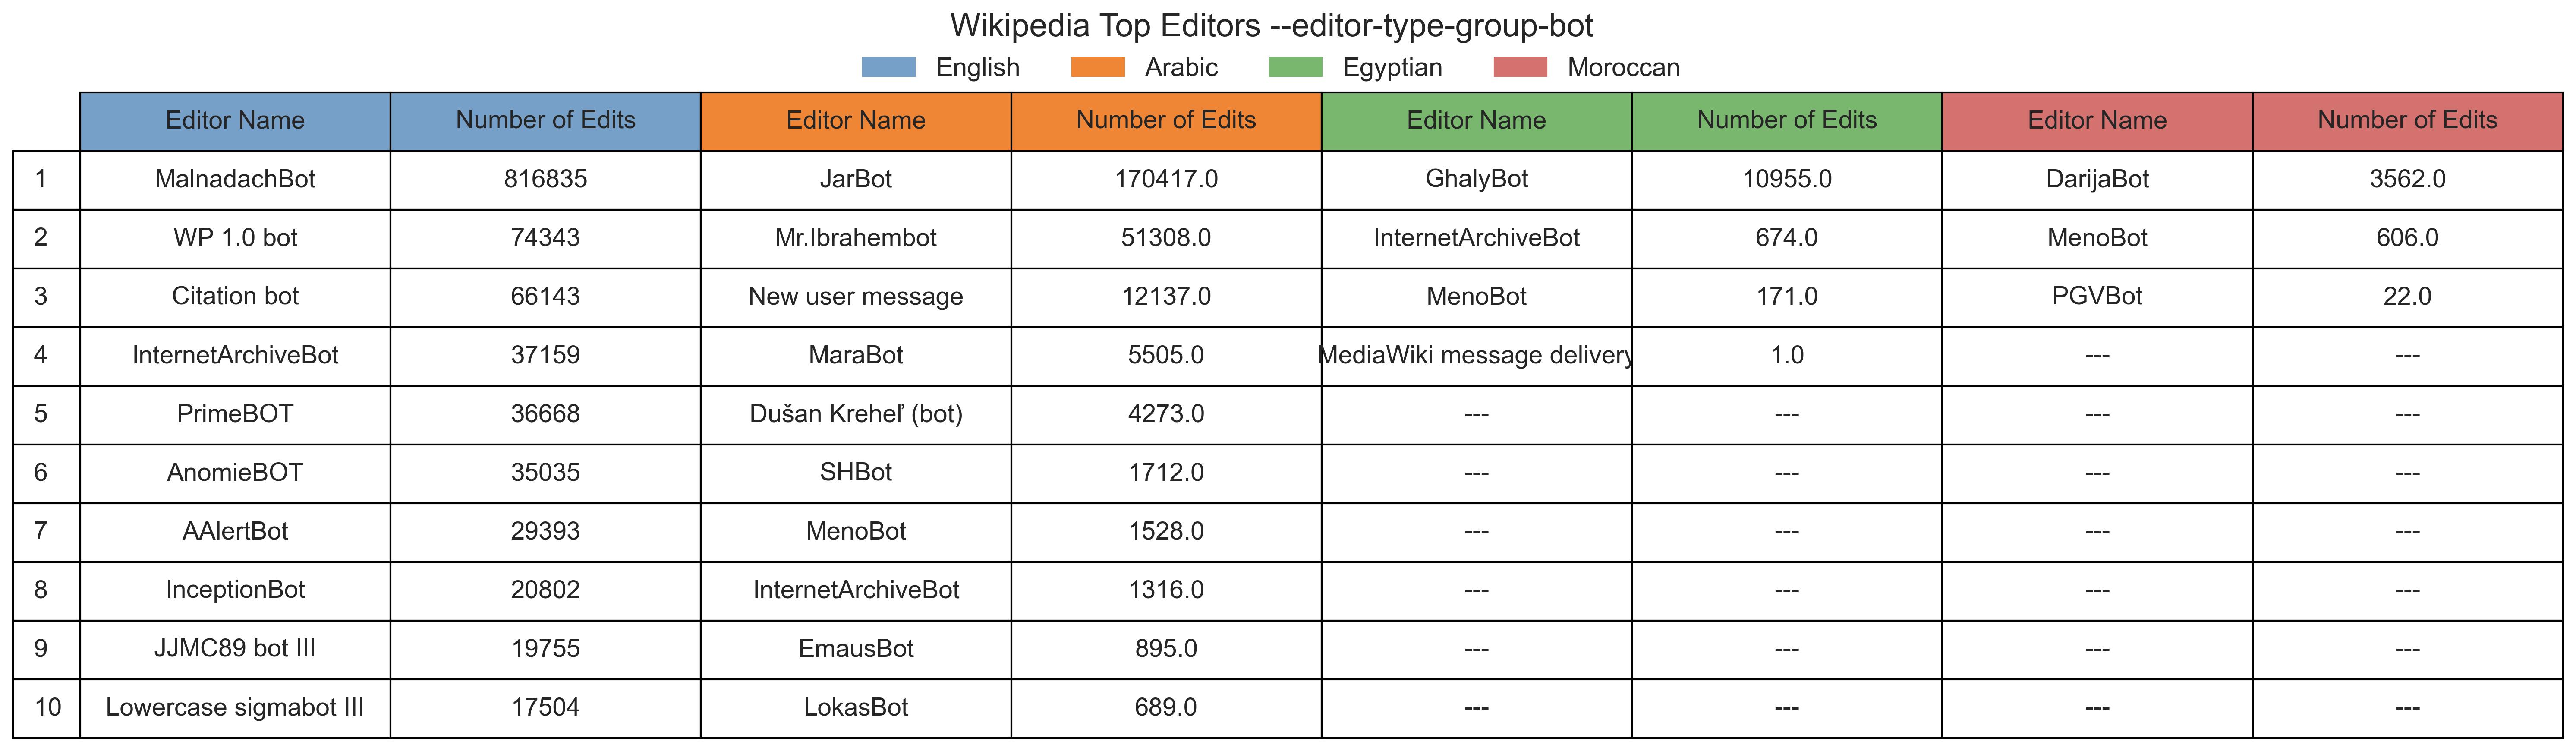 Wikipedia Top Editors --editor-type-group-bot
English Arabic Egyptian Moroccan
Editor Name Number of Edits Editor Name Number of Edits Editor Name Number of Edits Editor Name Number of Edits
1 MalnadachBot 816835 JarBot 170417.0 GhalyBot 10955.0 DarijaBot 3562.0
2 WP 1.0 bot 74343 Mr.Ibrahembot 51308.0 InternetArchiveBot 674.0 MenoBot 606.0
3 Citation bot 66143 New user message 12137.0 MenoBot 171.0 PGVBot 22.0
4 InternetArchiveBot 37159 MaraBot 5505.0 MediaWiki message delivery 1.0 --- ---
5 PrimeBOT 36668 Dušan Kreheľ (bot) 4273.0 --- --- --- ---
6 AnomieBOT 35035 SHBot 1712.0 --- --- --- ---
7 AAlertBot 29393 MenoBot 1528.0 --- --- --- ---
8 InceptionBot 20802 InternetArchiveBot 1316.0 --- --- --- ---
9 JJMC89 bot III 19755 EmausBot 895.0 --- --- --- ---
10 Lowercase sigmabot III 17504 LokasBot 689.0 --- --- --- ---